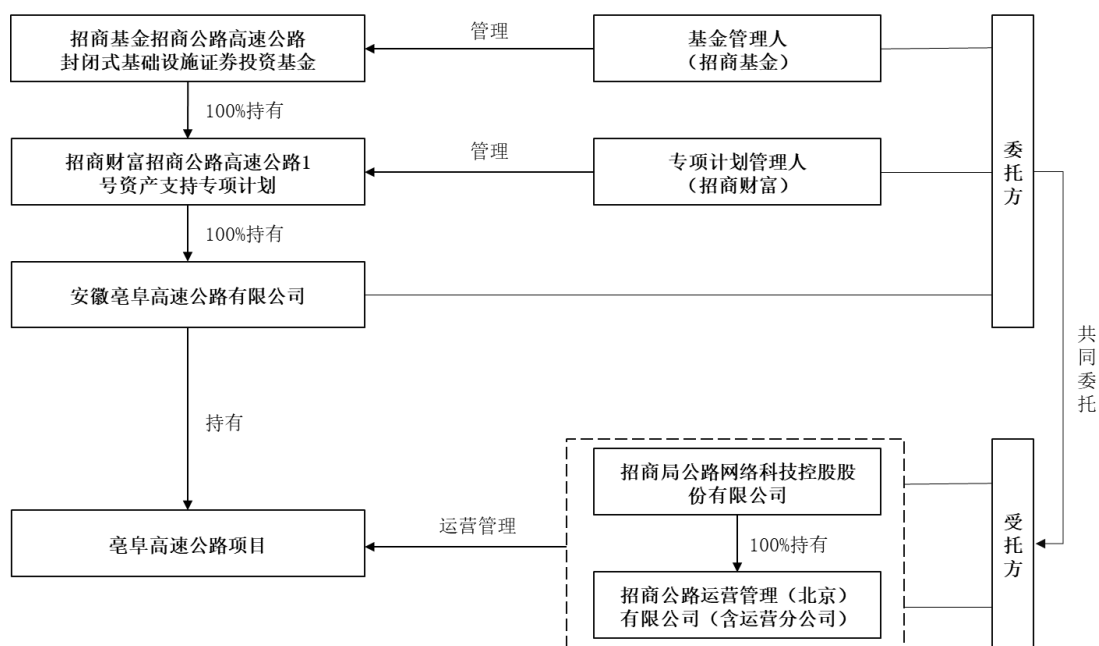 招商基金招商公路高速公路
封闭式基础设施证券投资基金
管理
基金管理人
（招商基金）
100%持有
招商财富招商公路高速公路1
号资产支持专项计划
管理
专项计划管理人
（招商财富）
委托方
100%持有
安徽亳阜高速公路有限公司
共同委托
持有
招商局公路网络科技控股股
份有限公司
运营管理
亳阜高速公路项目
100%持有
受托方
招商公路运营管理（北京）
有限公司（含运营分公司）